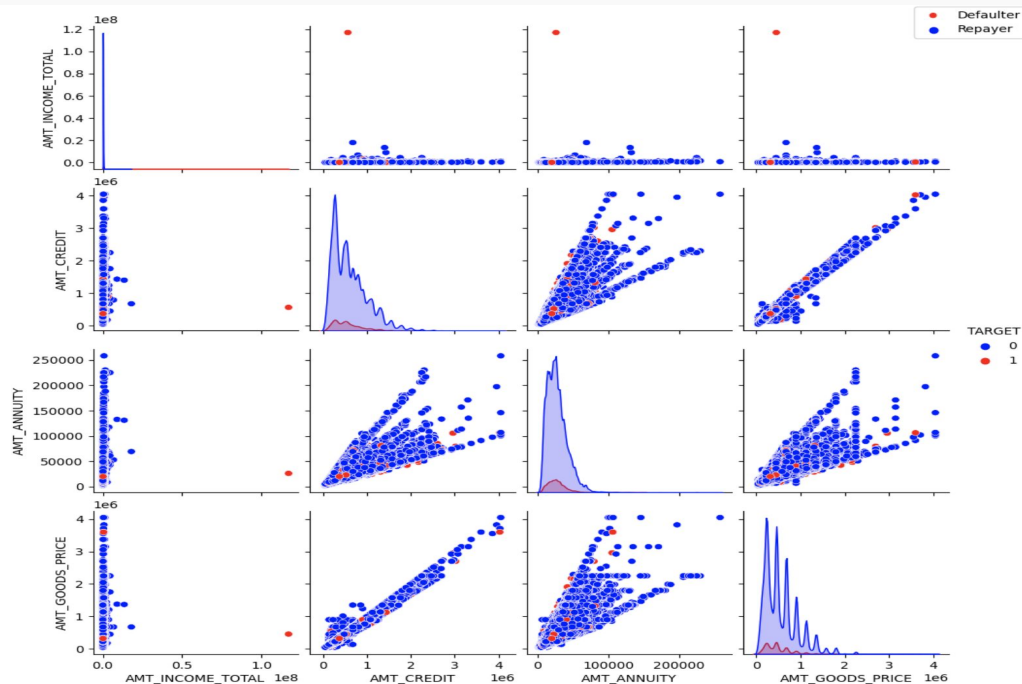 Defaulter
Repayer
1e8
1.2
1.0
0.8
0.6
0.4
0.2
0.0
AMT_INCOME_TOTAL
1e6
4
3
2
1
0
AMT_CREDIT
TARGET
0
1
250000
200000
150000
100000
50000
0
AMT_ANNUITY
1e6
4
3
2
1
0
AMT_GOODS_PRICE
0.0 0.5 1.0 0 1 2 3 4 0 100000 200000 0 1 2 3 4
AMT_INCOME_TOTAL 1e8 AMT_CREDIT 1e6 AMT_ANNUITY AMT_GOODS_PRICE 1e6